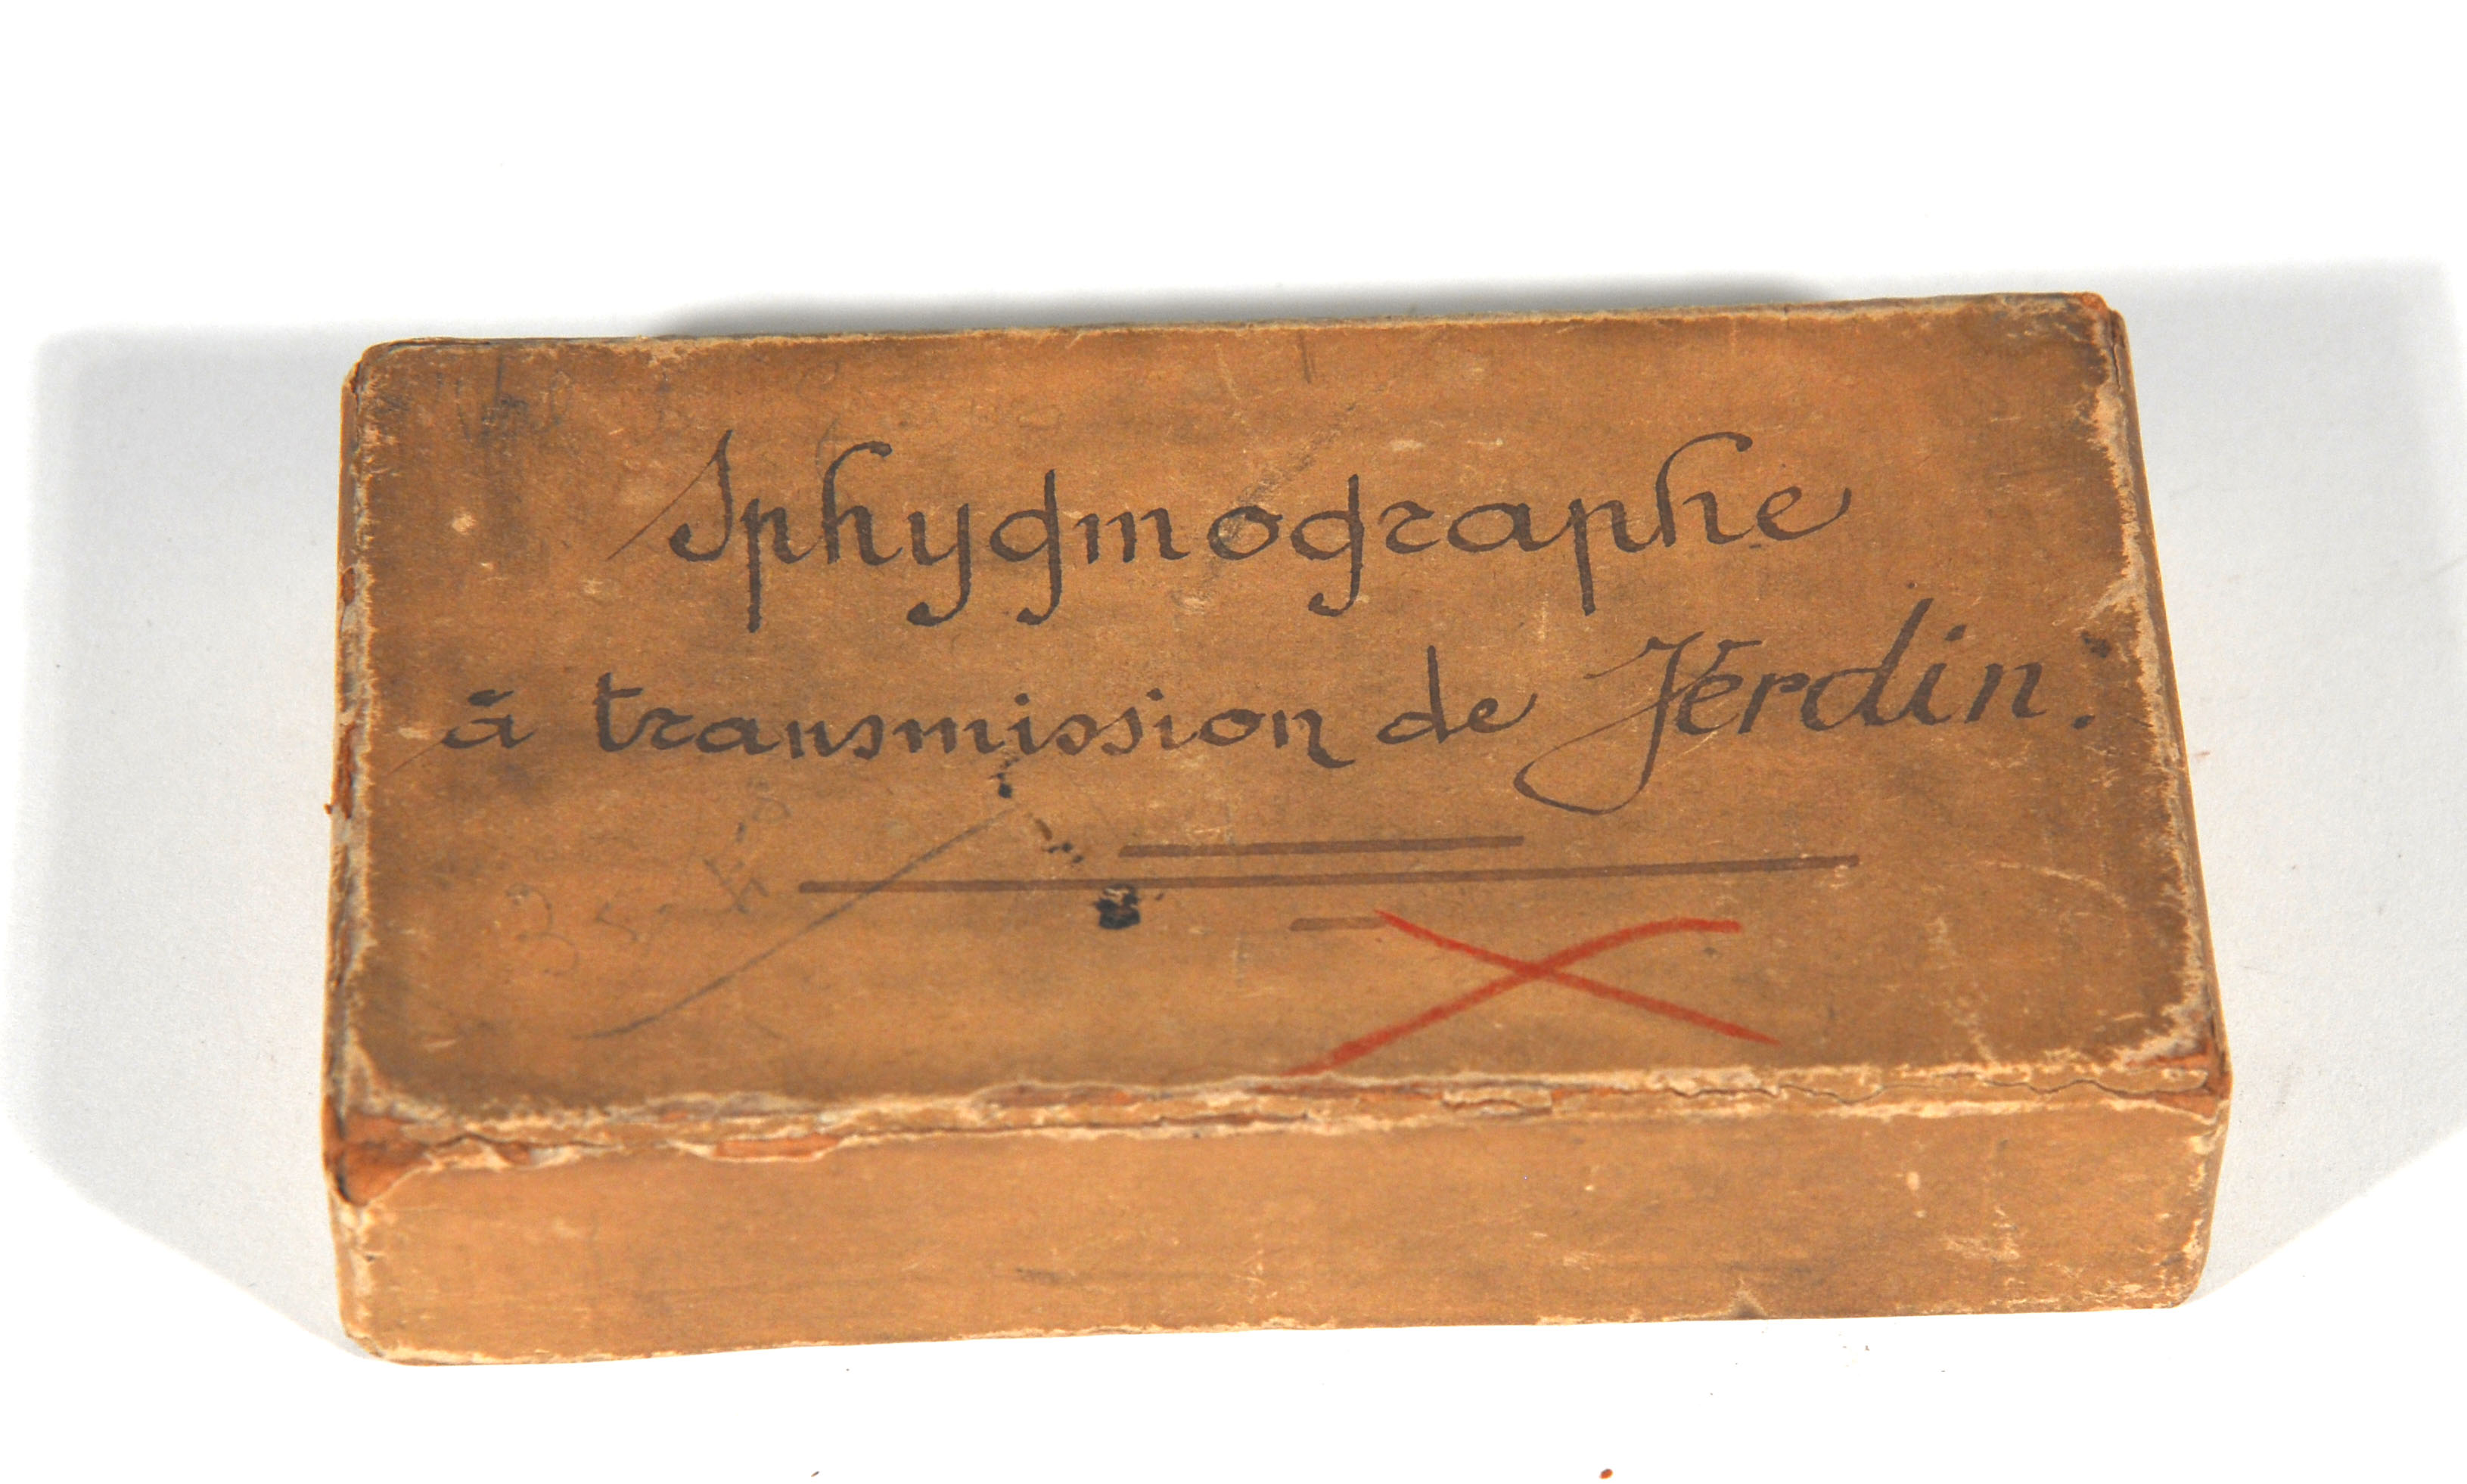 Sphygmographe
à transmission de Verdin: